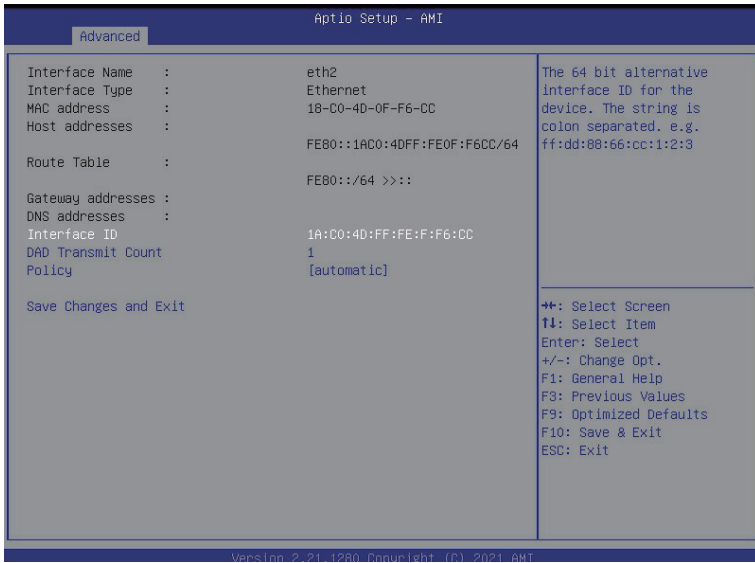 Aptio Setup – AMI
Advanced
Interface Name : eth2
Interface Type : Ethernet
MAC address : 18-C0-4D-0F-F6-CC
Host addresses :
FE80::1AC0:4DFF:FE0F:F6CC/64
Route Table :
FE80::/64 >>::
Gateway addresses :
DNS addresses :
Interface ID 1A:C0:4D:FF:FE:F:F6:CC
DAD Transmit Count 1
Policy [automatic]
Save Changes and Exit
The 64 bit alternative
interface ID for the
device. The string is
colon separated. e.g.
ff:dd:88:66:cc:1:2:3
→←: Select Screen
↑↓: Select Item
Enter: Select
+/-: Change Opt.
F1: General Help
F3: Previous Values
F9: Optimized Defaults
F10: Save & Exit
ESC: Exit
Version 2.21.1280 Copyright (C) 2021 AMI